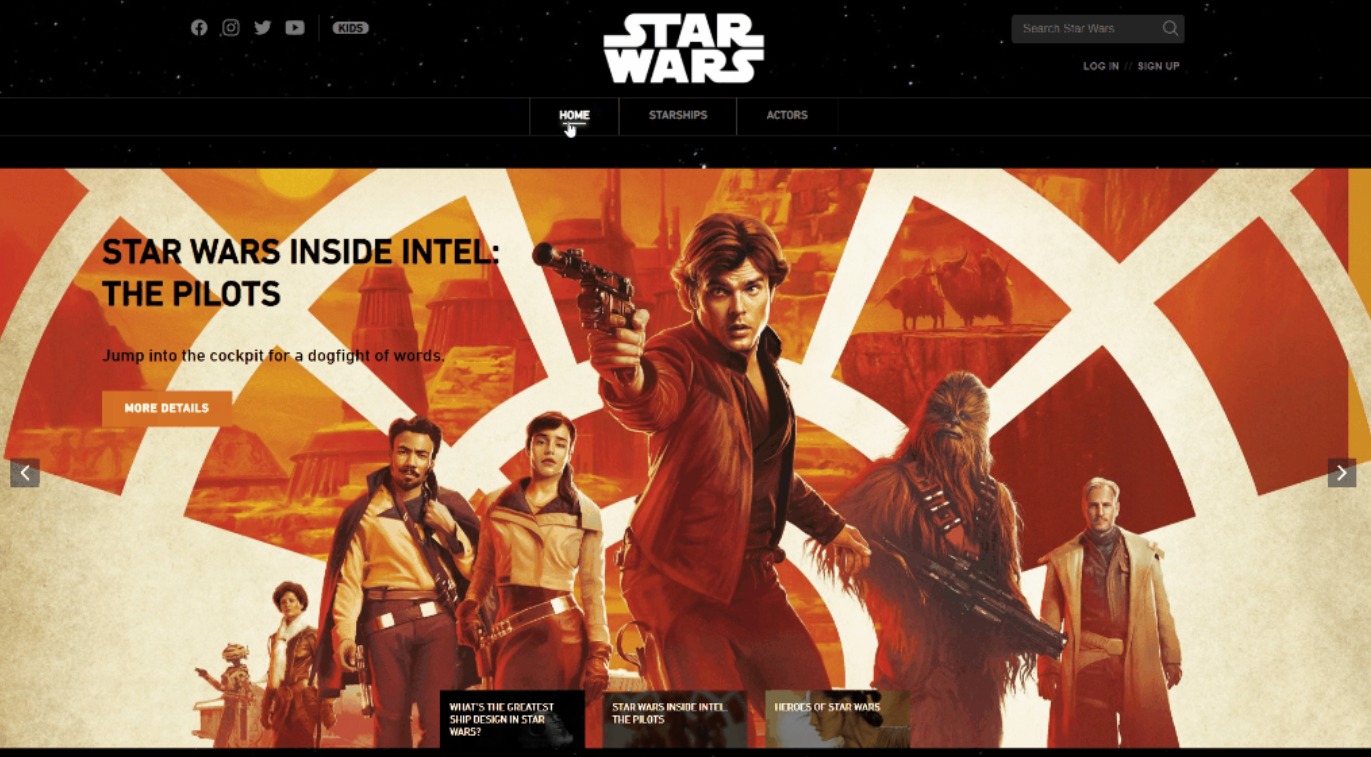 KIDS
STAR
WARS
Search Star Wars
LOG IN // SIGN UP
HOME
STARSHIPS
ACTORS
STAR WARS INSIDE INTEL:
THE PILOTS
Jump into the cockpit for a dogfight of words.
MORE DETAILS
WHAT'S THE GREATEST
SHIP DESIGN IN STAR
WARS?
STAR WARS INSIDE INTEL
THE PILOTS
HEROES OF STAR WARS